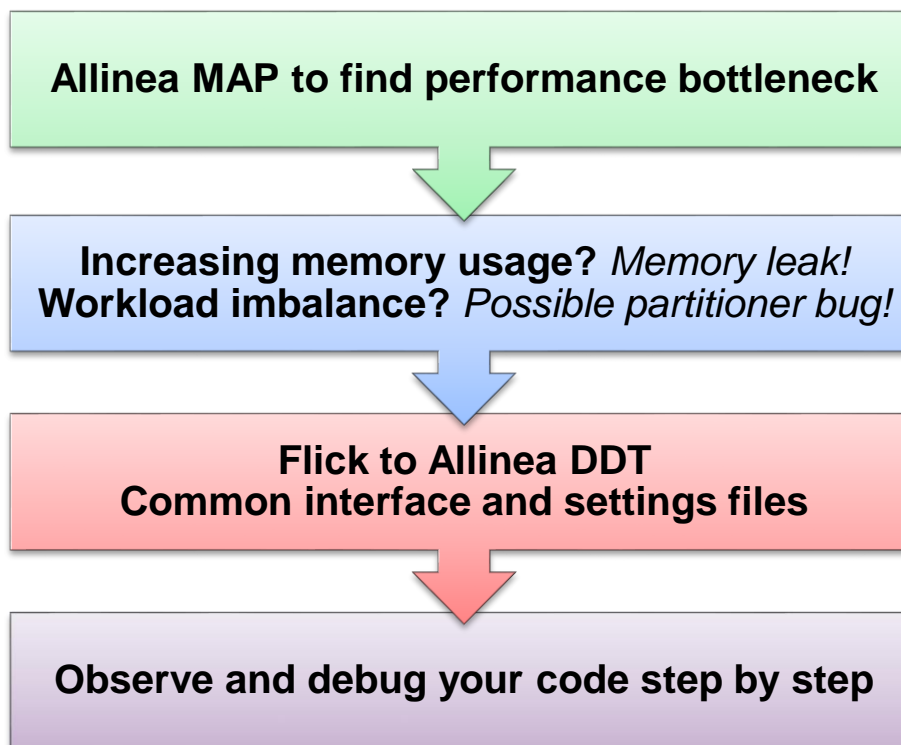 Allinea MAP to find performance bottleneck
Increasing memory usage? Memory leak!
Workload imbalance? Possible partitioner bug!
Flick to Allinea DDT
Common interface and settings files
Observe and debug your code step by step